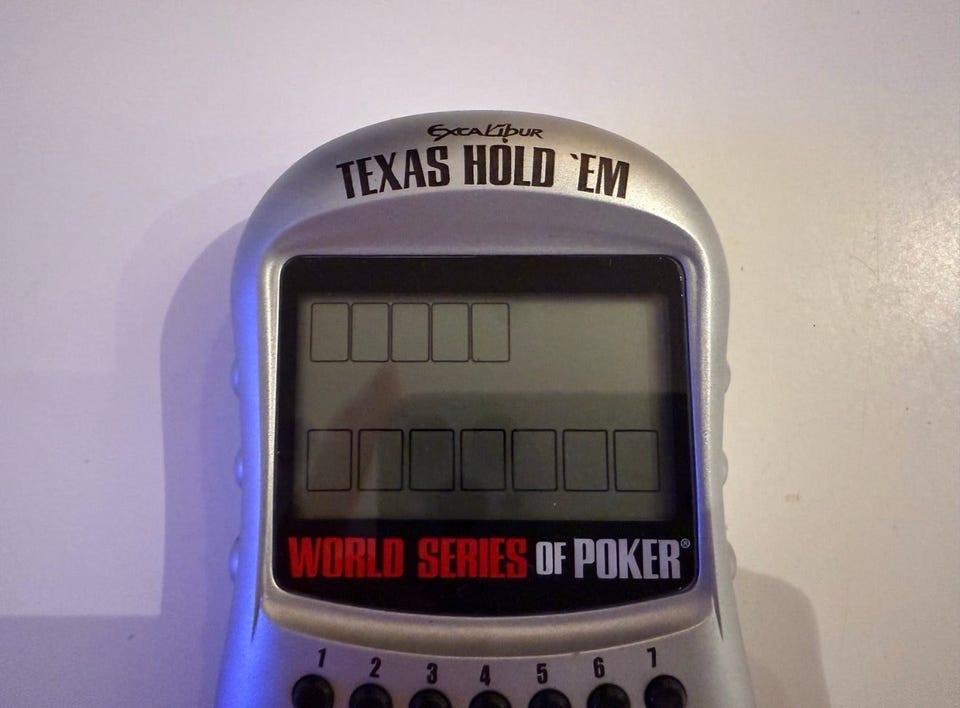 Excalibur
TEXAS HOLD 'EM
WORLD SERIES OF POKER®
1 2 3 4 5 6 7